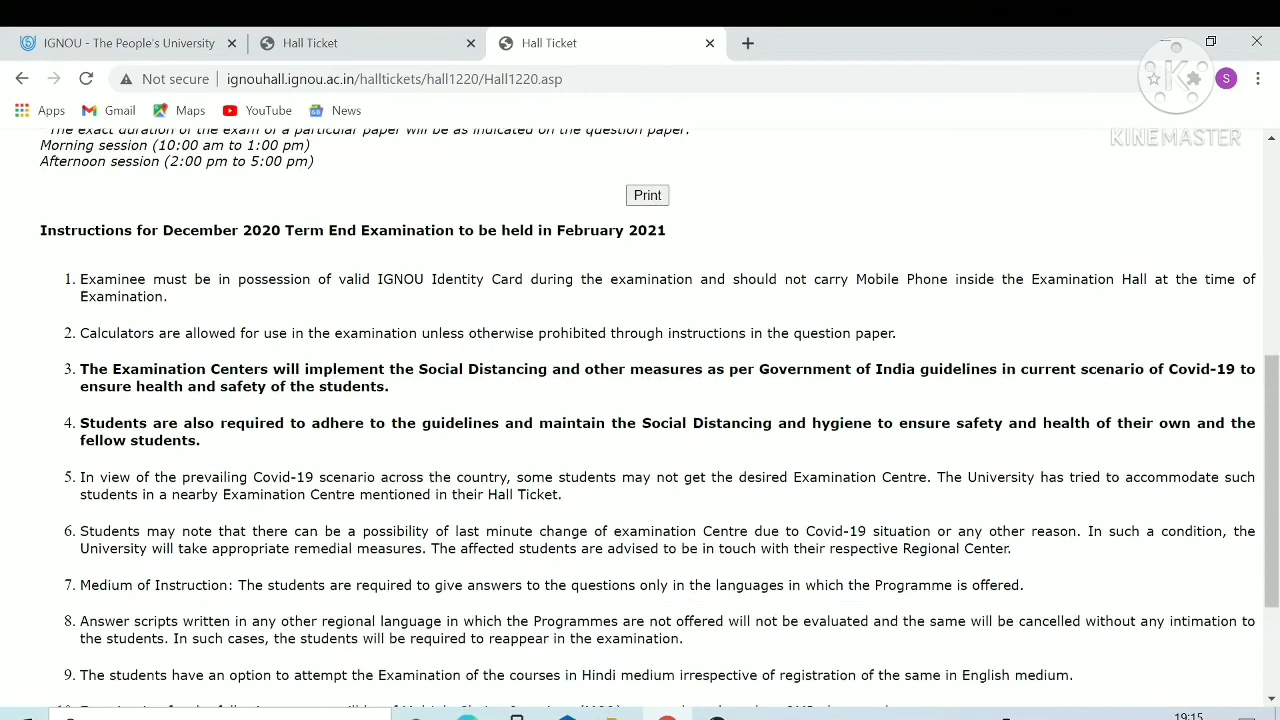 IGNOU - The People's University
Hall Ticket
Hall Ticket
Not secure ignouhall.ignou.ac.in/halltickets/hall1220/Hall1220.asp
S
K
KINEMASTER
Apps Gmail Maps YouTube News
The exact duration of the exam of a particular paper will be as indicated on the question paper.
Morning session (10:00 am to 1:00 pm)
Afternoon session (2:00 pm to 5:00 pm)
Print
Instructions for December 2020 Term End Examination to be held in February 2021
1. Examinee must be in possession of valid IGNOU Identity Card during the examination and should not carry Mobile Phone inside the Examination Hall at the time of
Examination.
2. Calculators are allowed for use in the examination unless otherwise prohibited through instructions in the question paper.
3. The Examination Centers will implement the Social Distancing and other measures as per Government of India guidelines in current scenario of Covid-19 to
ensure health and safety of the students.
4. Students are also required to adhere to the guidelines and maintain the Social Distancing and hygiene to ensure safety and health of their own and the
fellow students.
5. In view of the prevailing Covid-19 scenario across the country, some students may not get the desired Examination Centre. The University has tried to accommodate such
students in a nearby Examination Centre mentioned in their Hall Ticket.
6. Students may note that there can be a possibility of last minute change of examination Centre due to Covid-19 situation or any other reason. In such a condition, the
University will take appropriate remedial measures. The affected students are advised to be in touch with their respective Regional Center.
7. Medium of Instruction: The students are required to give answers to the questions only in the languages in which the Programme is offered.
8. Answer scripts written in any other regional language in which the Programmes are not offered will not be evaluated and the same will be cancelled without any intimation to
the students. In such cases, the students will be required to reappear in the examination.
9. The students have an option to attempt the Examination of the courses in Hindi medium irrespective of registration of the same in English medium.
19:15